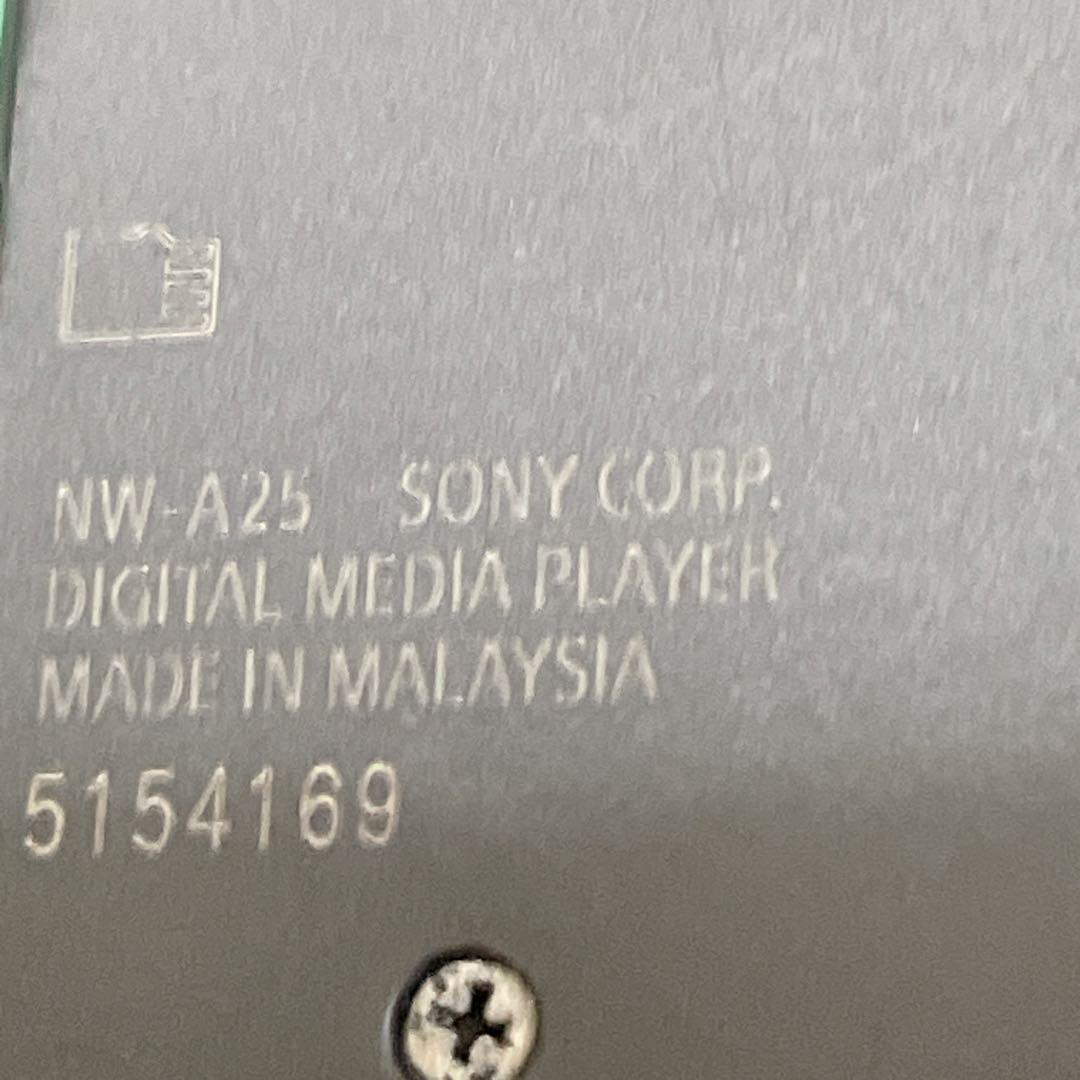 NW-A25 SONY CORP.
DIGITAL MEDIA PLAYER
MADE IN MALAYSIA
5154169